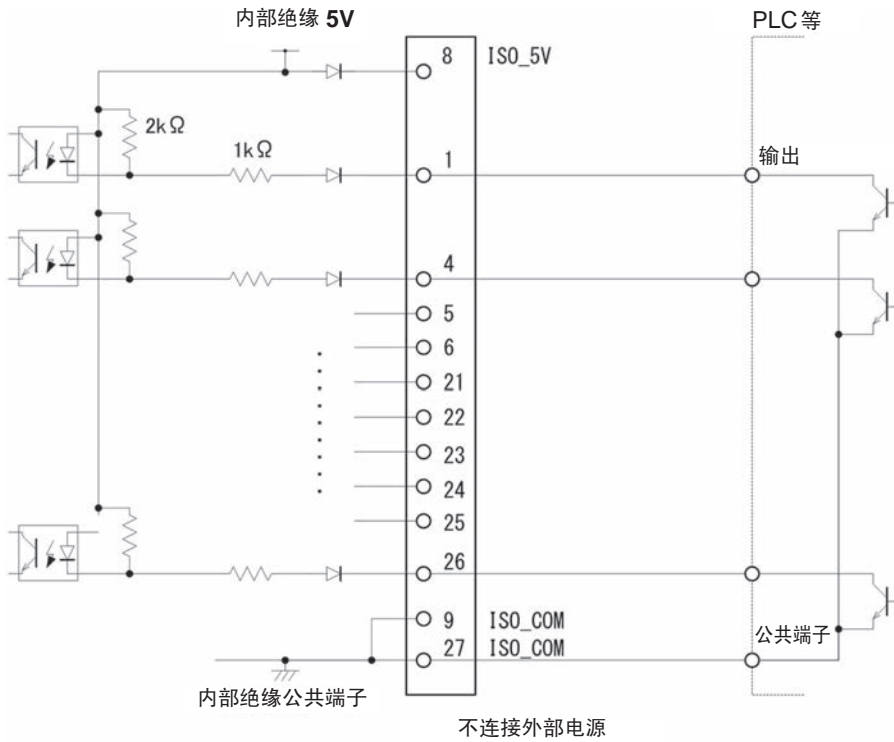 内部绝缘 5V
PLC等
8 ISO_5V
2kΩ
1kΩ
1
输出
4
5
6
21
22
23
24
25
26
9 ISO_COM
公共端子
27 ISO_COM
内部绝缘公共端子
不连接外部电源